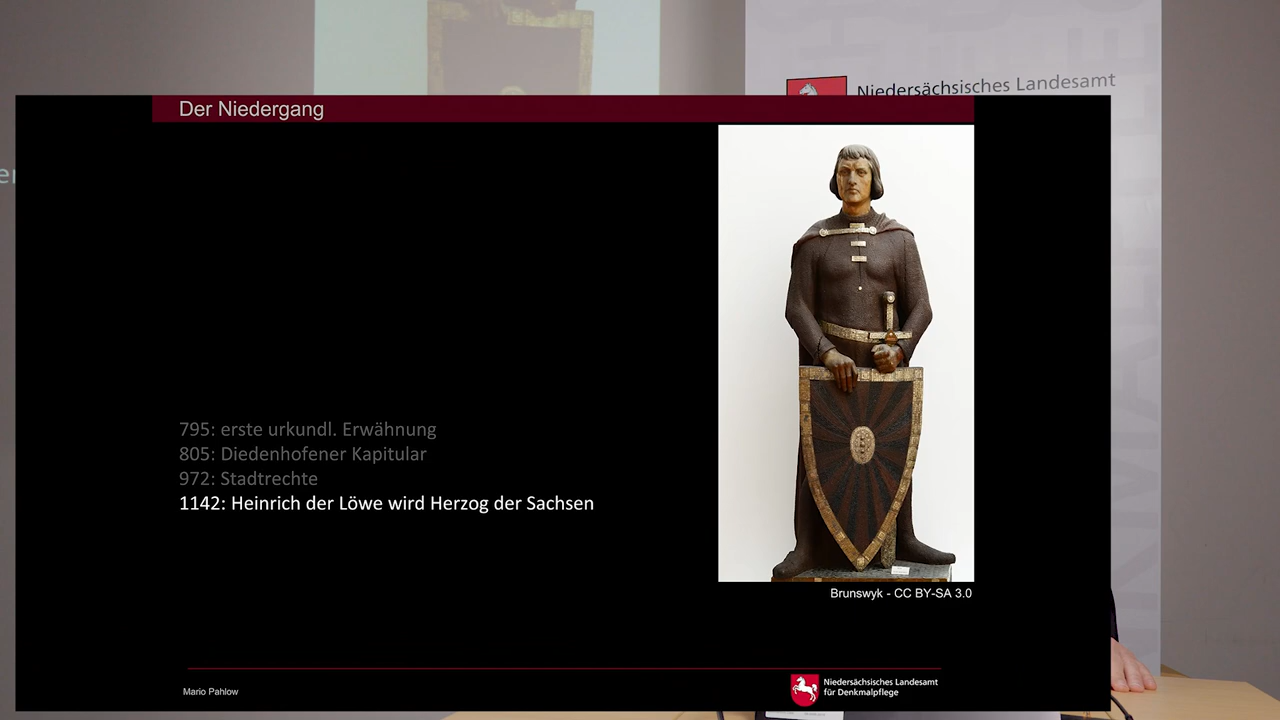 Niedersächsisches Landesamt
er
Der Niedergang
795: erste urkundl. Erwähnung
805: Diedenhofener Kapitular
972: Stadtrechte
1142: Heinrich der Löwe wird Herzog der Sachsen
Brunswyk - CC BY-SA 3.0
Mario Pahlow
Niedersächsisches Landesamt
für Denkmalpflege